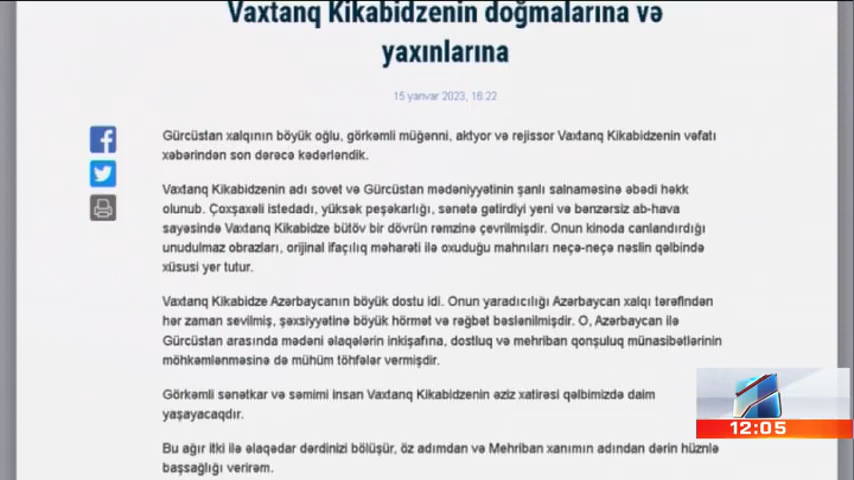 Vaxtanq Kikabidzenin doğmalarına və
yaxınlarına
15 yanvar 2023, 16:22
Gürcüstan xalqının böyük oğlu, görkəmli müğənni, aktyor və rejissor Vaxtanq Kikabidzenin vəfatı
xəbərindən son dərəcə kədərləndik.
Vaxtanq Kikabidzenin adı sovet və Gürcüstan mədəniyyətinin şanlı salnaməsinə əbədi həkk
olunub. Çoxşaxəli istedadı, yüksək peşəkarlığı, sənətə gətirdiyi yeni və bənzərsiz ab-hava
sayəsində Vaxtanq Kikabidze bütöv bir dövrün rəmzinə çevrilmişdir. Onun kinoda canlandırdığı
unudulmaz obrazları, orijinal ifaçılıq məharəti ilə oxuduğu mahnıları neçə-neçə nəslin qəlbində
xüsusi yer tutur.
Vaxtanq Kikabidze Azərbaycanın böyük dostu idi. Onun yaradıcılığı Azərbaycan xalqı tərəfindən
hər zaman sevilmiş, şəxsiyyətinə böyük hörmət və rəğbət bəslənilmişdir. O, Azərbaycan ilə
Gürcüstan arasında mədəni əlaqələrin inkişafına, dostluq və mehriban qonşuluq münasibətlərinin
möhkəmlənməsinə də mühüm töhfələr vermişdir.
Görkəmli sənətkar və səmimi insan Vaxtanq Kikabidzenin əziz xatirəsi qəlbimizdə daim
yaşayacaqdır.
Bu ağır itki ilə əlaqədar dərdinizi bölüşür, öz adımdan və Mehriban xanımın adından dərin hüznlə
başsağlığı verirəm.
12:05